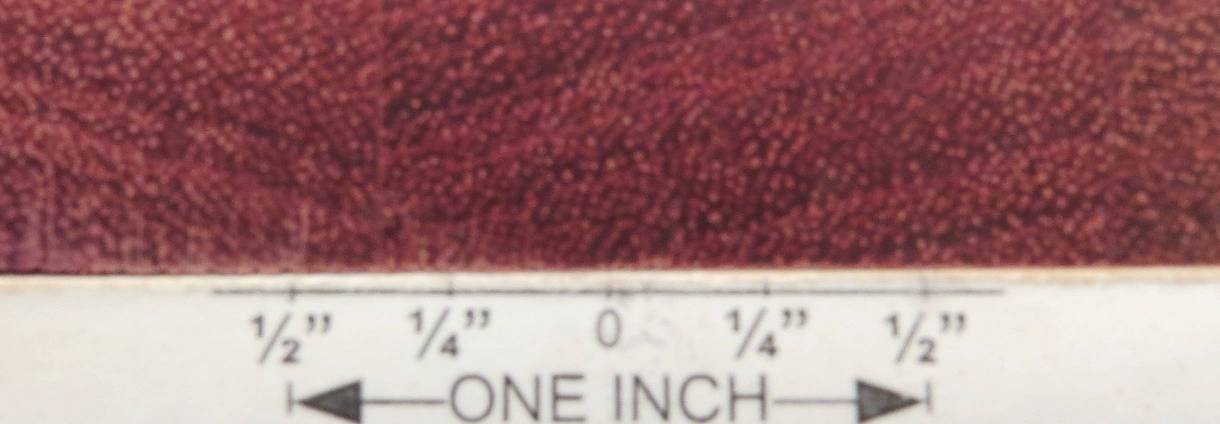 ½” ¼” 0 ¼” ½”
ONE INCH